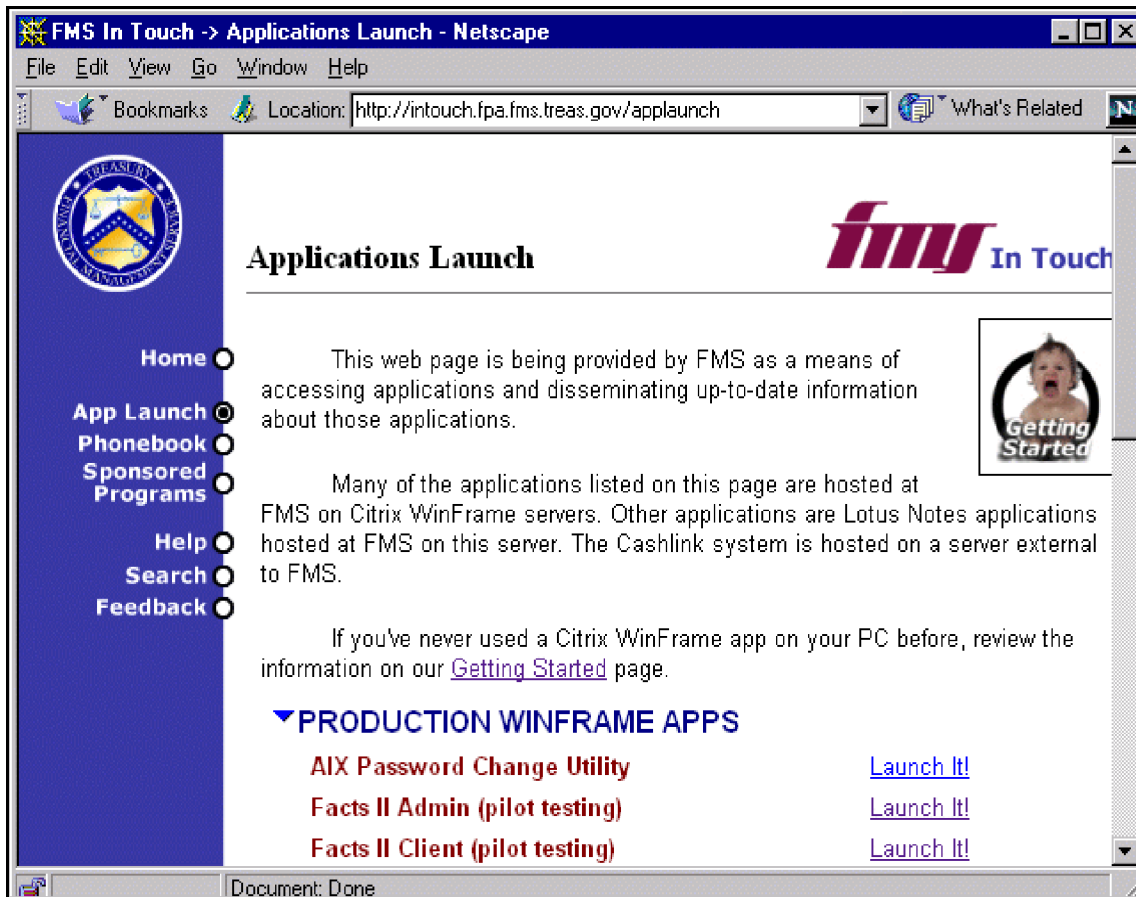 FMS In Touch -> Applications Launch - Netscape
File Edit View Go Window Help
Bookmarks Location: http://intouch.fpa.fms.treas.gov/applaunch What's Related N
TREASURY
FINANCIAL MANAGEMENT SERVICE
Applications Launch
fms In Touch
Home
App Launch
Phonebook
Sponsored
Programs
Help
Search
Feedback
Getting
Started
This web page is being provided by FMS as a means of
accessing applications and disseminating up-to-date information
about those applications.
Many of the applications listed on this page are hosted at
FMS on Citrix WinFrame servers. Other applications are Lotus Notes applications
hosted at FMS on this server. The Cashlink system is hosted on a server external
to FMS.
If you've never used a Citrix WinFrame app on your PC before, review the
information on our Getting Started page.
PRODUCTION WINFRAME APPS
AIX Password Change Utility Launch It!
Facts II Admin (pilot testing) Launch It!
Facts II Client (pilot testing) Launch It!
Document: Done